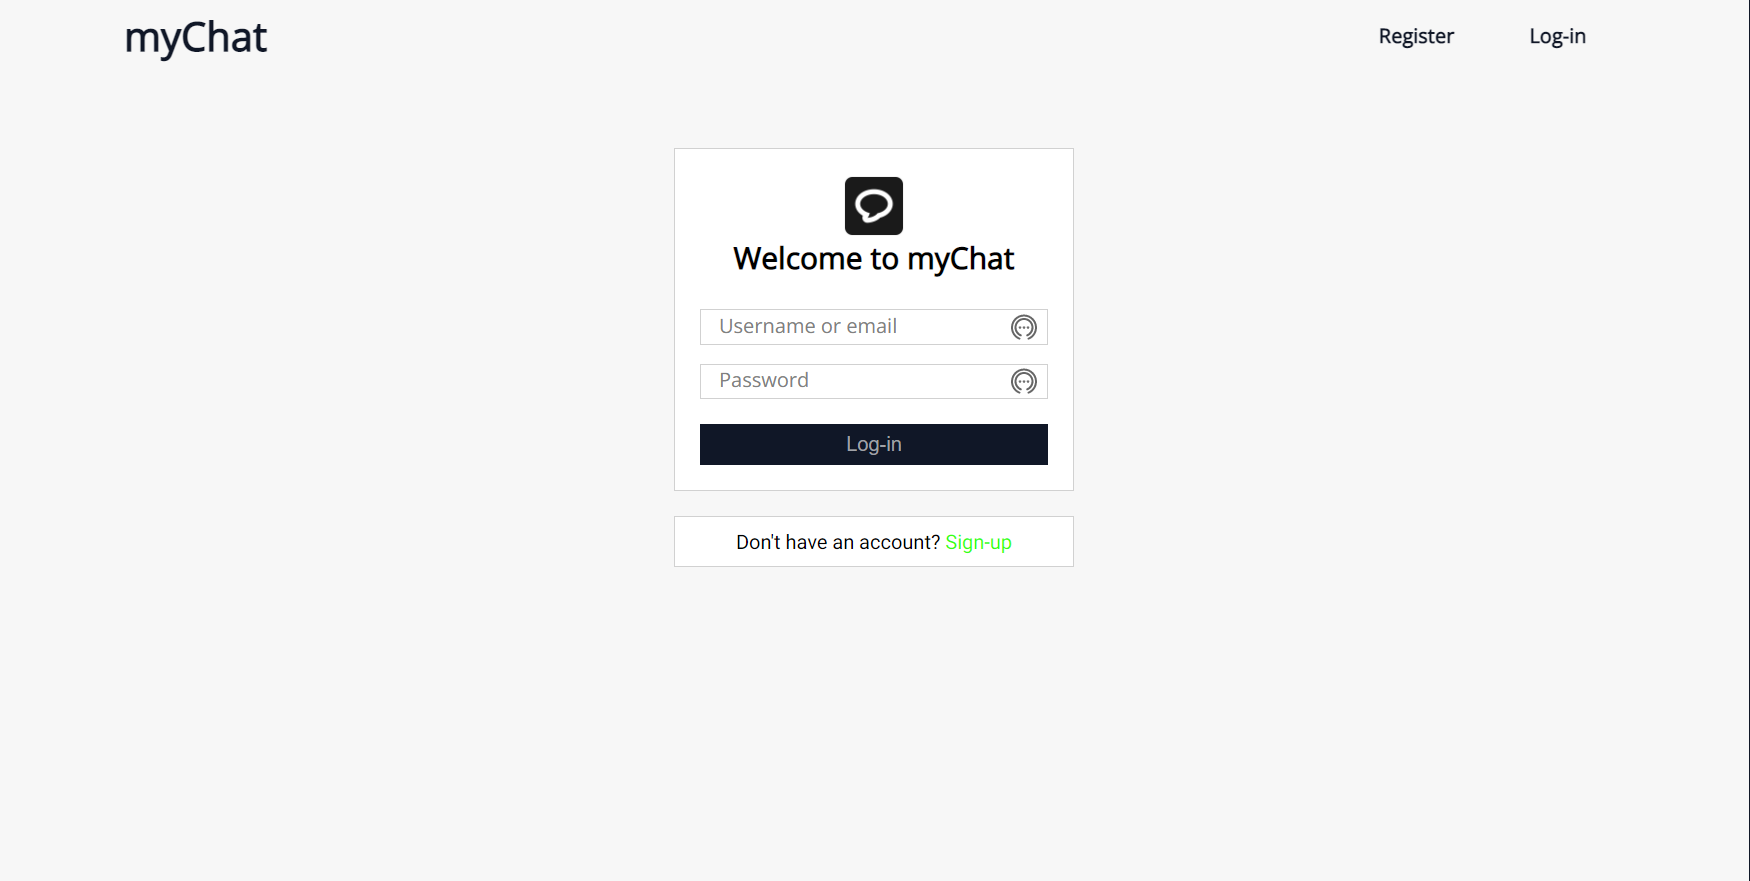 myChat
Register
Log-in
Welcome to myChat
Username or email
Password
Log-in
Don't have an account? Sign-up